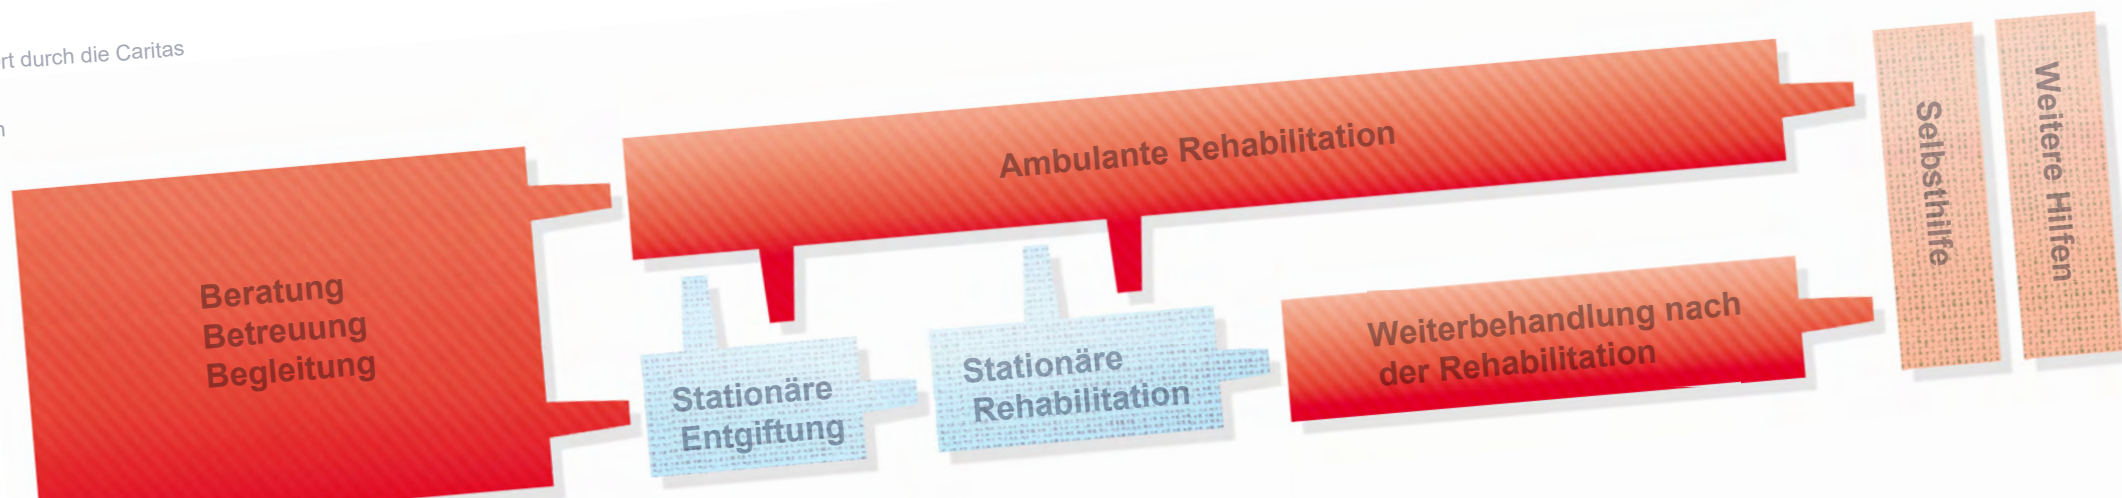 durch die Caritas
Beratung
Betreuung
Begleitung
Ambulante Rehabilitation
Stationäre
Entgiftung
Stationäre
Rehabilitation
Weiterbehandlung nach
der Rehabilitation
Selbsthilfe
Weitere Hilfen